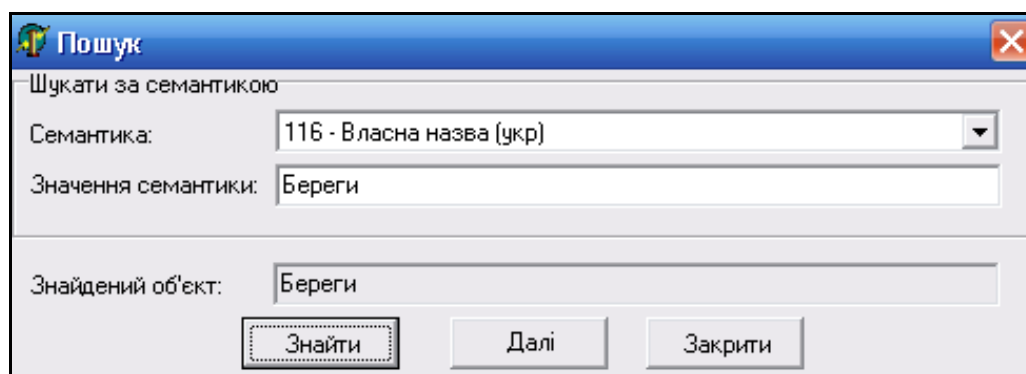 Пошук
Шукати за семантикою
Семантика: 116 - Власна назва (укр)
Значення семантики: Береги
Знайдений об'єкт: Береги
Знайти Далі Закрити